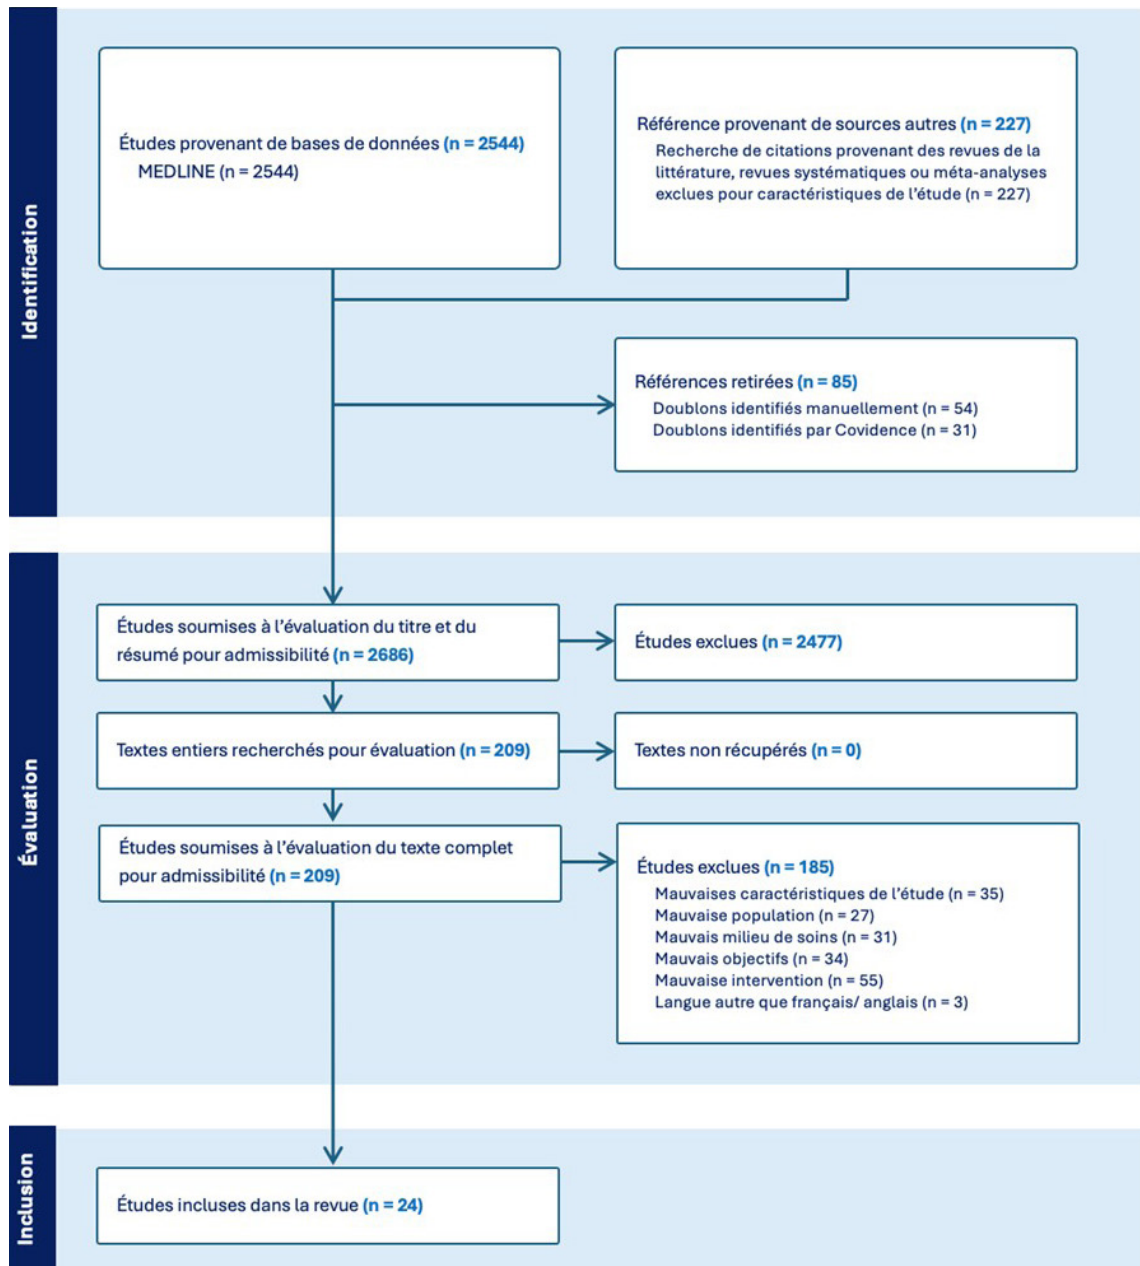 Identification
Études provenant de bases de données (n = 2544)
MEDLINE (n = 2544)
Référence provenant de sources autres (n = 227)
Recherche de citations provenant des revues de la
littérature, revues systématiques ou méta-analyses
exclues pour caractéristiques de l'étude (n = 227)
Références retirées (n = 85)
Doublons identifiés manuellement (n = 54)
Doublons identifiés par Covidence (n = 31)
Évaluation
Études soumises à l'évaluation du titre et du
résumé pour admissibilité (n = 2686)
Études exclues (n = 2477)
Textes entiers recherchés pour évaluation (n = 209)
Textes non récupérés (n = 0)
Études soumises à l'évaluation du texte complet
pour admissibilité (n = 209)
Études exclues (n = 185)
Mauvaises caractéristiques de l'étude (n = 35)
Mauvaise population (n = 27)
Mauvais milieu de soins (n = 31)
Mauvais objectifs (n = 34)
Mauvaise intervention (n = 55)
Langue autre que français/ anglais (n = 3)
Inclusion
Études incluses dans la revue (n = 24)